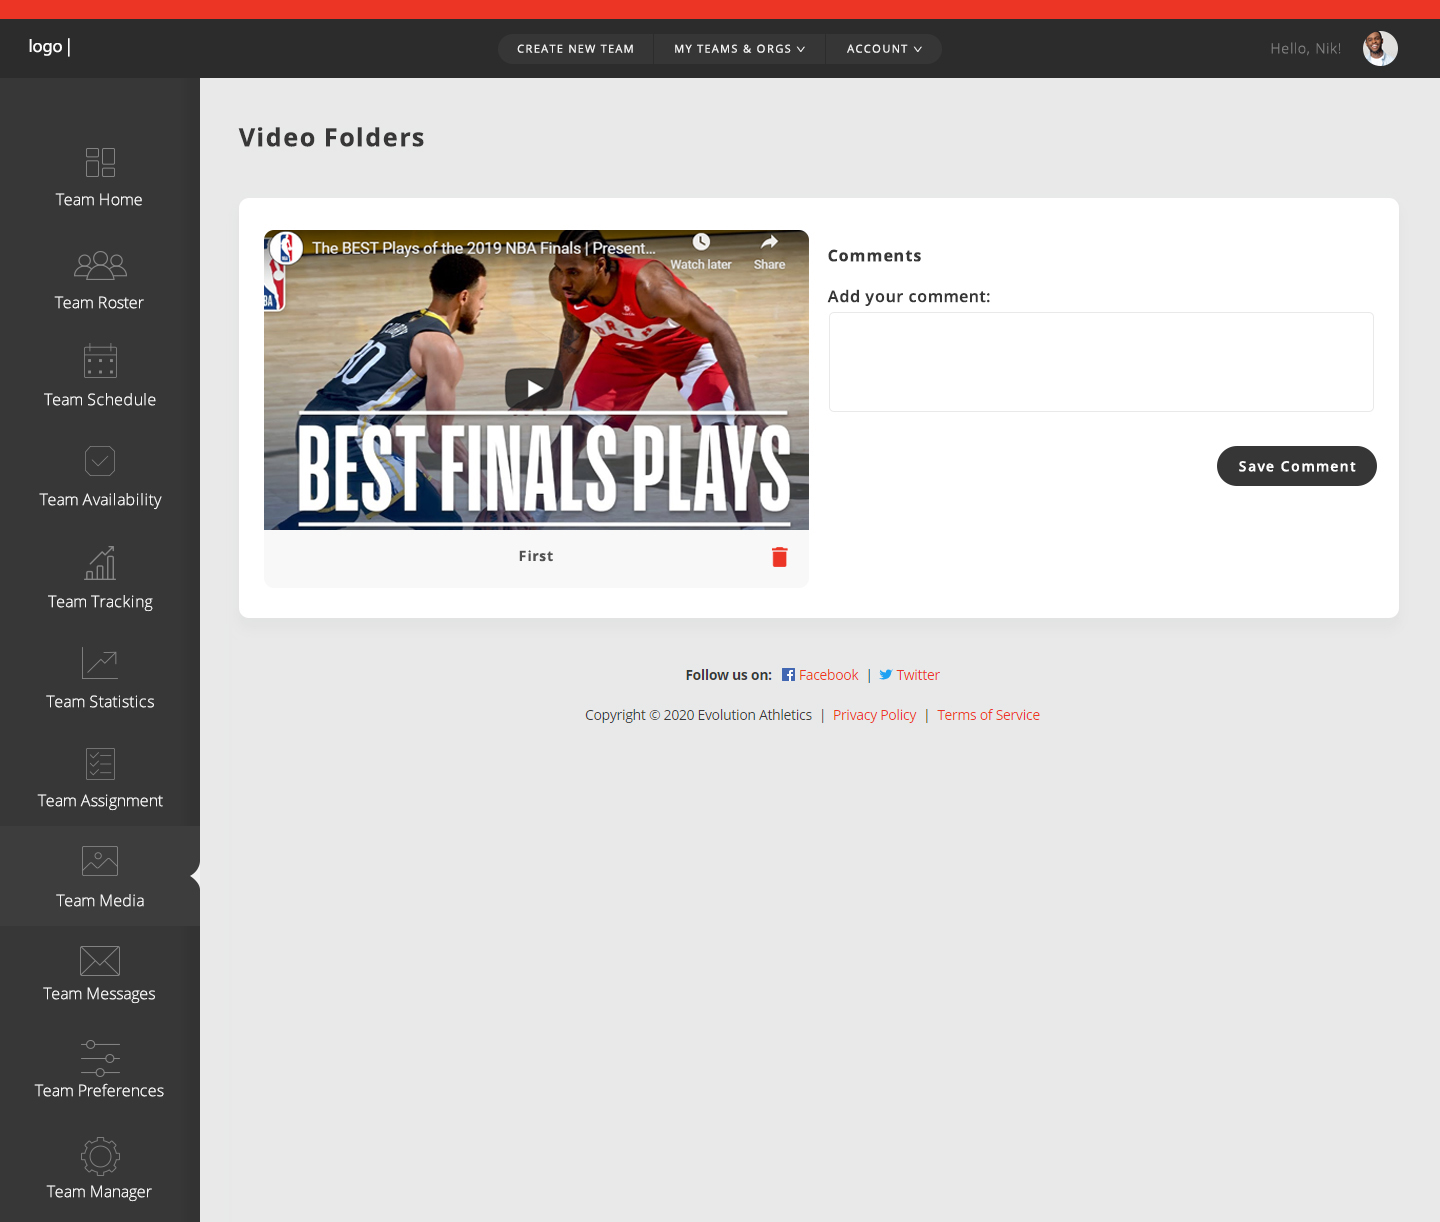 logo |
CREATE NEW TEAM
MY TEAMS & ORGS
ACCOUNT
Hello, Nik!
Team Home
Team Roster
Team Schedule
Team Availability
Team Tracking
Team Statistics
Team Assignment
Team Media
Team Messages
Team Preferences
Team Manager
Video Folders
The BEST Plays of the 2019 NBA Finals | Present...
Watch later
Share
BEST FINALS PLAYS
First
Comments
Add your comment:
Save Comment
Follow us on: Facebook | Twitter
Copyright © 2020 Evolution Athletics | Privacy Policy | Terms of Service